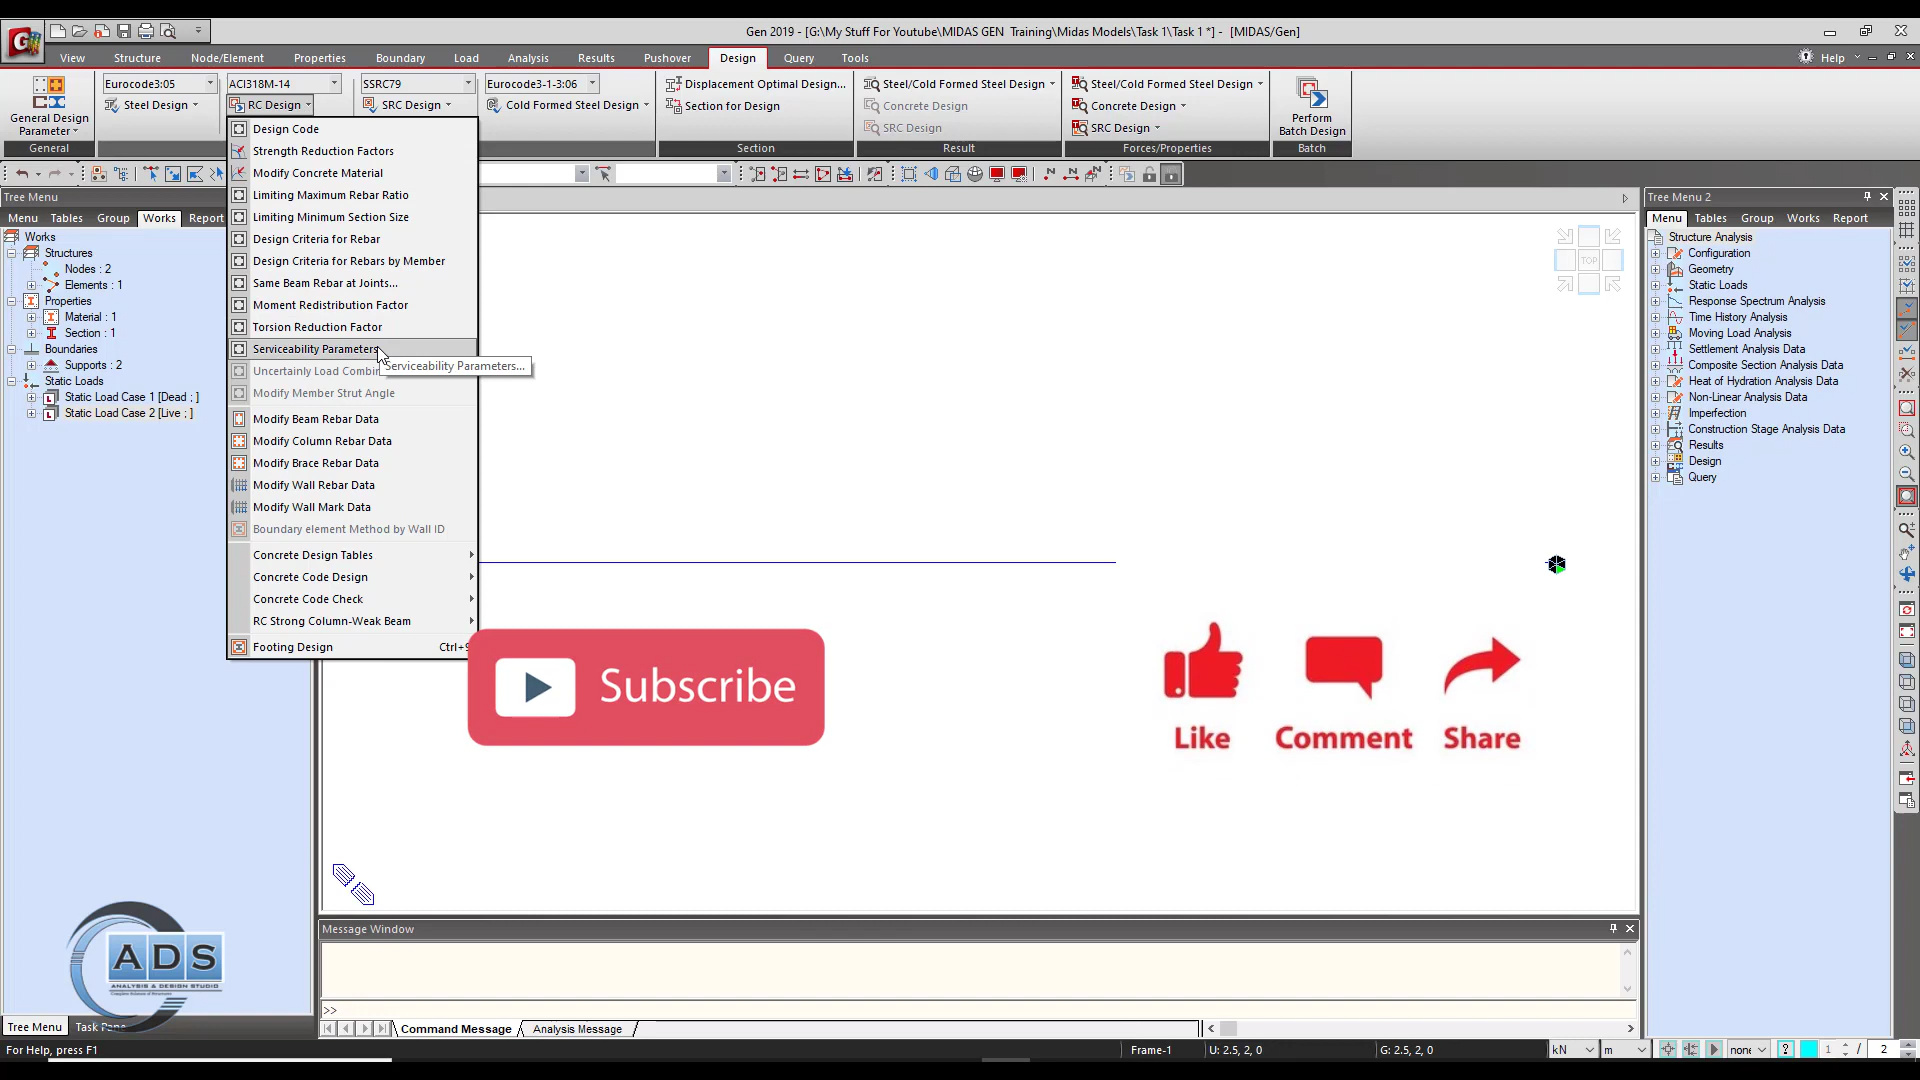 Gen 2019 - [G:\My Stuff For Youtube\MIDAS GEN  Training\Midas Models\Task 1\Task 1 *] - [MIDAS/Gen]
View Structure Node/Element Properties Boundary Load Analysis Results Pushover Design Query Tools Help
Eurocode3:05 ACI318M-14 SSRC79 Eurocode3-1-3:06
Displacement Optimal Design... Steel/Cold Formed Steel Design Steel/Cold Formed Steel Design
Steel Design RC Design SRC Design Cold Formed Steel Design Section for Design Concrete Design Concrete Design
General Design Parameter
SRC Design SRC Design
Perform Batch Design
General Section Result Forces/Properties Batch
Design Code
Strength Reduction Factors
Modify Concrete Material
Limiting Maximum Rebar Ratio
Limiting Minimum Section Size
Design Criteria for Rebar
Design Criteria for Rebars by Member
Same Beam Rebar at Joints...
Moment Redistribution Factor
Torsion Reduction Factor
Serviceability Parameters
Serviceability Parameters...
Uncertainly Load Combin
Modify Member Strut Angle
Modify Beam Rebar Data
Modify Column Rebar Data
Modify Brace Rebar Data
Modify Wall Rebar Data
Modify Wall Mark Data
Boundary element Method by Wall ID
Concrete Design Tables
Concrete Code Design
Concrete Code Check
RC Strong Column-Weak Beam
Footing Design Ctrl+9
Tree Menu
Menu Tables Group Works Report
Works
Structures
Nodes : 2
Elements : 1
Properties
Material : 1
Section : 1
Boundaries
Supports : 2
Static Loads
Static Load Case 1 [Dead ; ]
Static Load Case 2 [Live ; ]
TOP
Tree Menu 2
Menu Tables Group Works Report
Structure Analysis
Configuration
Geometry
Static Loads
Response Spectrum Analysis
Time History Analysis
Moving Load Analysis
Settlement Analysis Data
Composite Section Analysis Data
Heat of Hydration Analysis Data
Non-Linear Analysis Data
Imperfection
Construction Stage Analysis Data
Results
Design
Query
Subscribe
Like Comment Share
ADS
ANALYSIS & DESIGN STUDIO
Message Window
>>
Command Message Analysis Message
Tree Menu Task Pane
For Help, press F1
Frame-1 U: 2.5, 2, 0 G: 2.5, 2, 0 kN m none ? 1 / 2